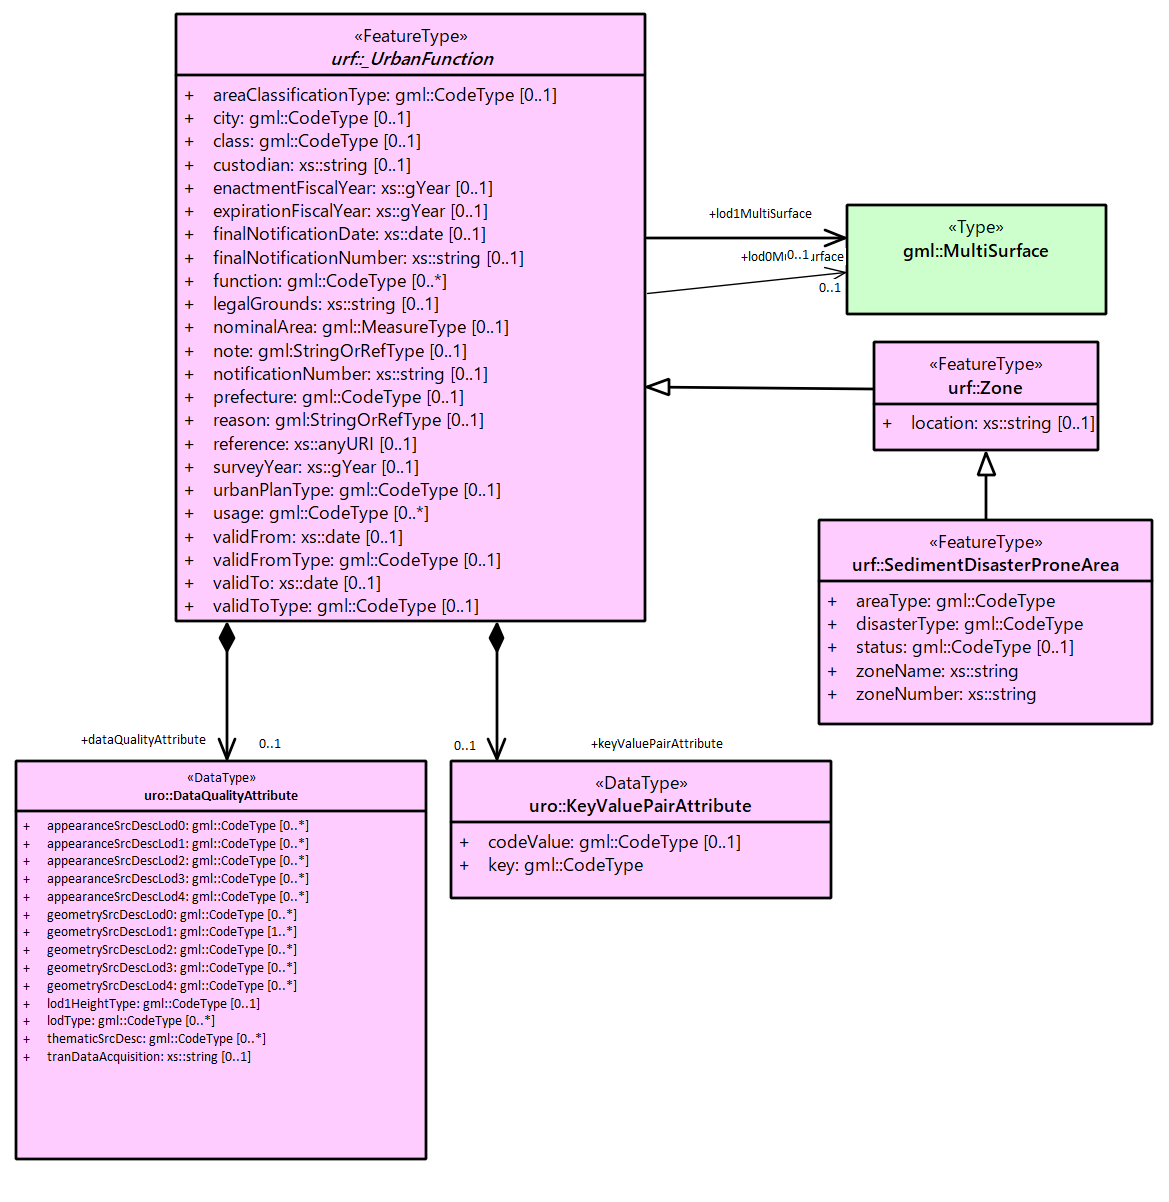 «FeatureType»
urf::_UrbanFunction
+ areaClassificationType: gml::CodeType [0..1]
+ city: gml::CodeType [0..1]
+ class: gml::CodeType [0..1]
+ custodian: xs::string [0..1]
+ enactmentFiscalYear: xs::gYear [0..1]
+ expirationFiscalYear: xs::gYear [0..1]
+ finalNotificationDate: xs::date [0..1]
+ finalNotificationNumber: xs::string [0..1]
+ function: gml::CodeType [0..*]
+ legalGrounds: xs::string [0..1]
+ nominalArea: gml::MeasureType [0..1]
+ note: gml:StringOrRefType [0..1]
+ notificationNumber: xs::string [0..1]
+ prefecture: gml::CodeType [0..1]
+ reason: gml:StringOrRefType [0..1]
+ reference: xs::anyURI [0..1]
+ surveyYear: xs::gYear [0..1]
+ urbanPlanType: gml::CodeType [0..1]
+ usage: gml::CodeType [0..*]
+ validFrom: xs::date [0..1]
+ validFromType: gml::CodeType [0..1]
+ validTo: xs::date [0..1]
+ validToType: gml::CodeType [0..1]
+lod1MultiSurface
0..1
0..1
«Type»
gml::MultiSurface
«FeatureType»
urf::Zone
+ location: xs::string [0..1]
«FeatureType»
urf::SedimentDisasterProneArea
+ areaType: gml::CodeType
+ disasterType: gml::CodeType
+ status: gml::CodeType [0..1]
+ zoneName: xs::string
+ zoneNumber: xs::string
+dataQualityAttribute
0..1
0..1
+keyValuePairAttribute
«DataType»
uro::DataQualityAttribute
+ appearanceSrcDescLod0: gml::CodeType [0..*]
+ appearanceSrcDescLod1: gml::CodeType [0..*]
+ appearanceSrcDescLod2: gml::CodeType [0..*]
+ appearanceSrcDescLod3: gml::CodeType [0..*]
+ appearanceSrcDescLod4: gml::CodeType [0..*]
+ geometrySrcDescLod0: gml::CodeType [0..*]
+ geometrySrcDescLod1: gml::CodeType [1..*]
+ geometrySrcDescLod2: gml::CodeType [0..*]
+ geometrySrcDescLod3: gml::CodeType [0..*]
+ geometrySrcDescLod4: gml::CodeType [0..*]
+ lod1HeightType: gml::CodeType [0..1]
+ lodType: gml::CodeType [0..*]
+ thematicSrcDesc: gml::CodeType [0..*]
+ tranDataAcquisition: xs::string [0..1]
«DataType»
uro::KeyValuePairAttribute
+ codeValue: gml::CodeType [0..1]
+ key: gml::CodeType